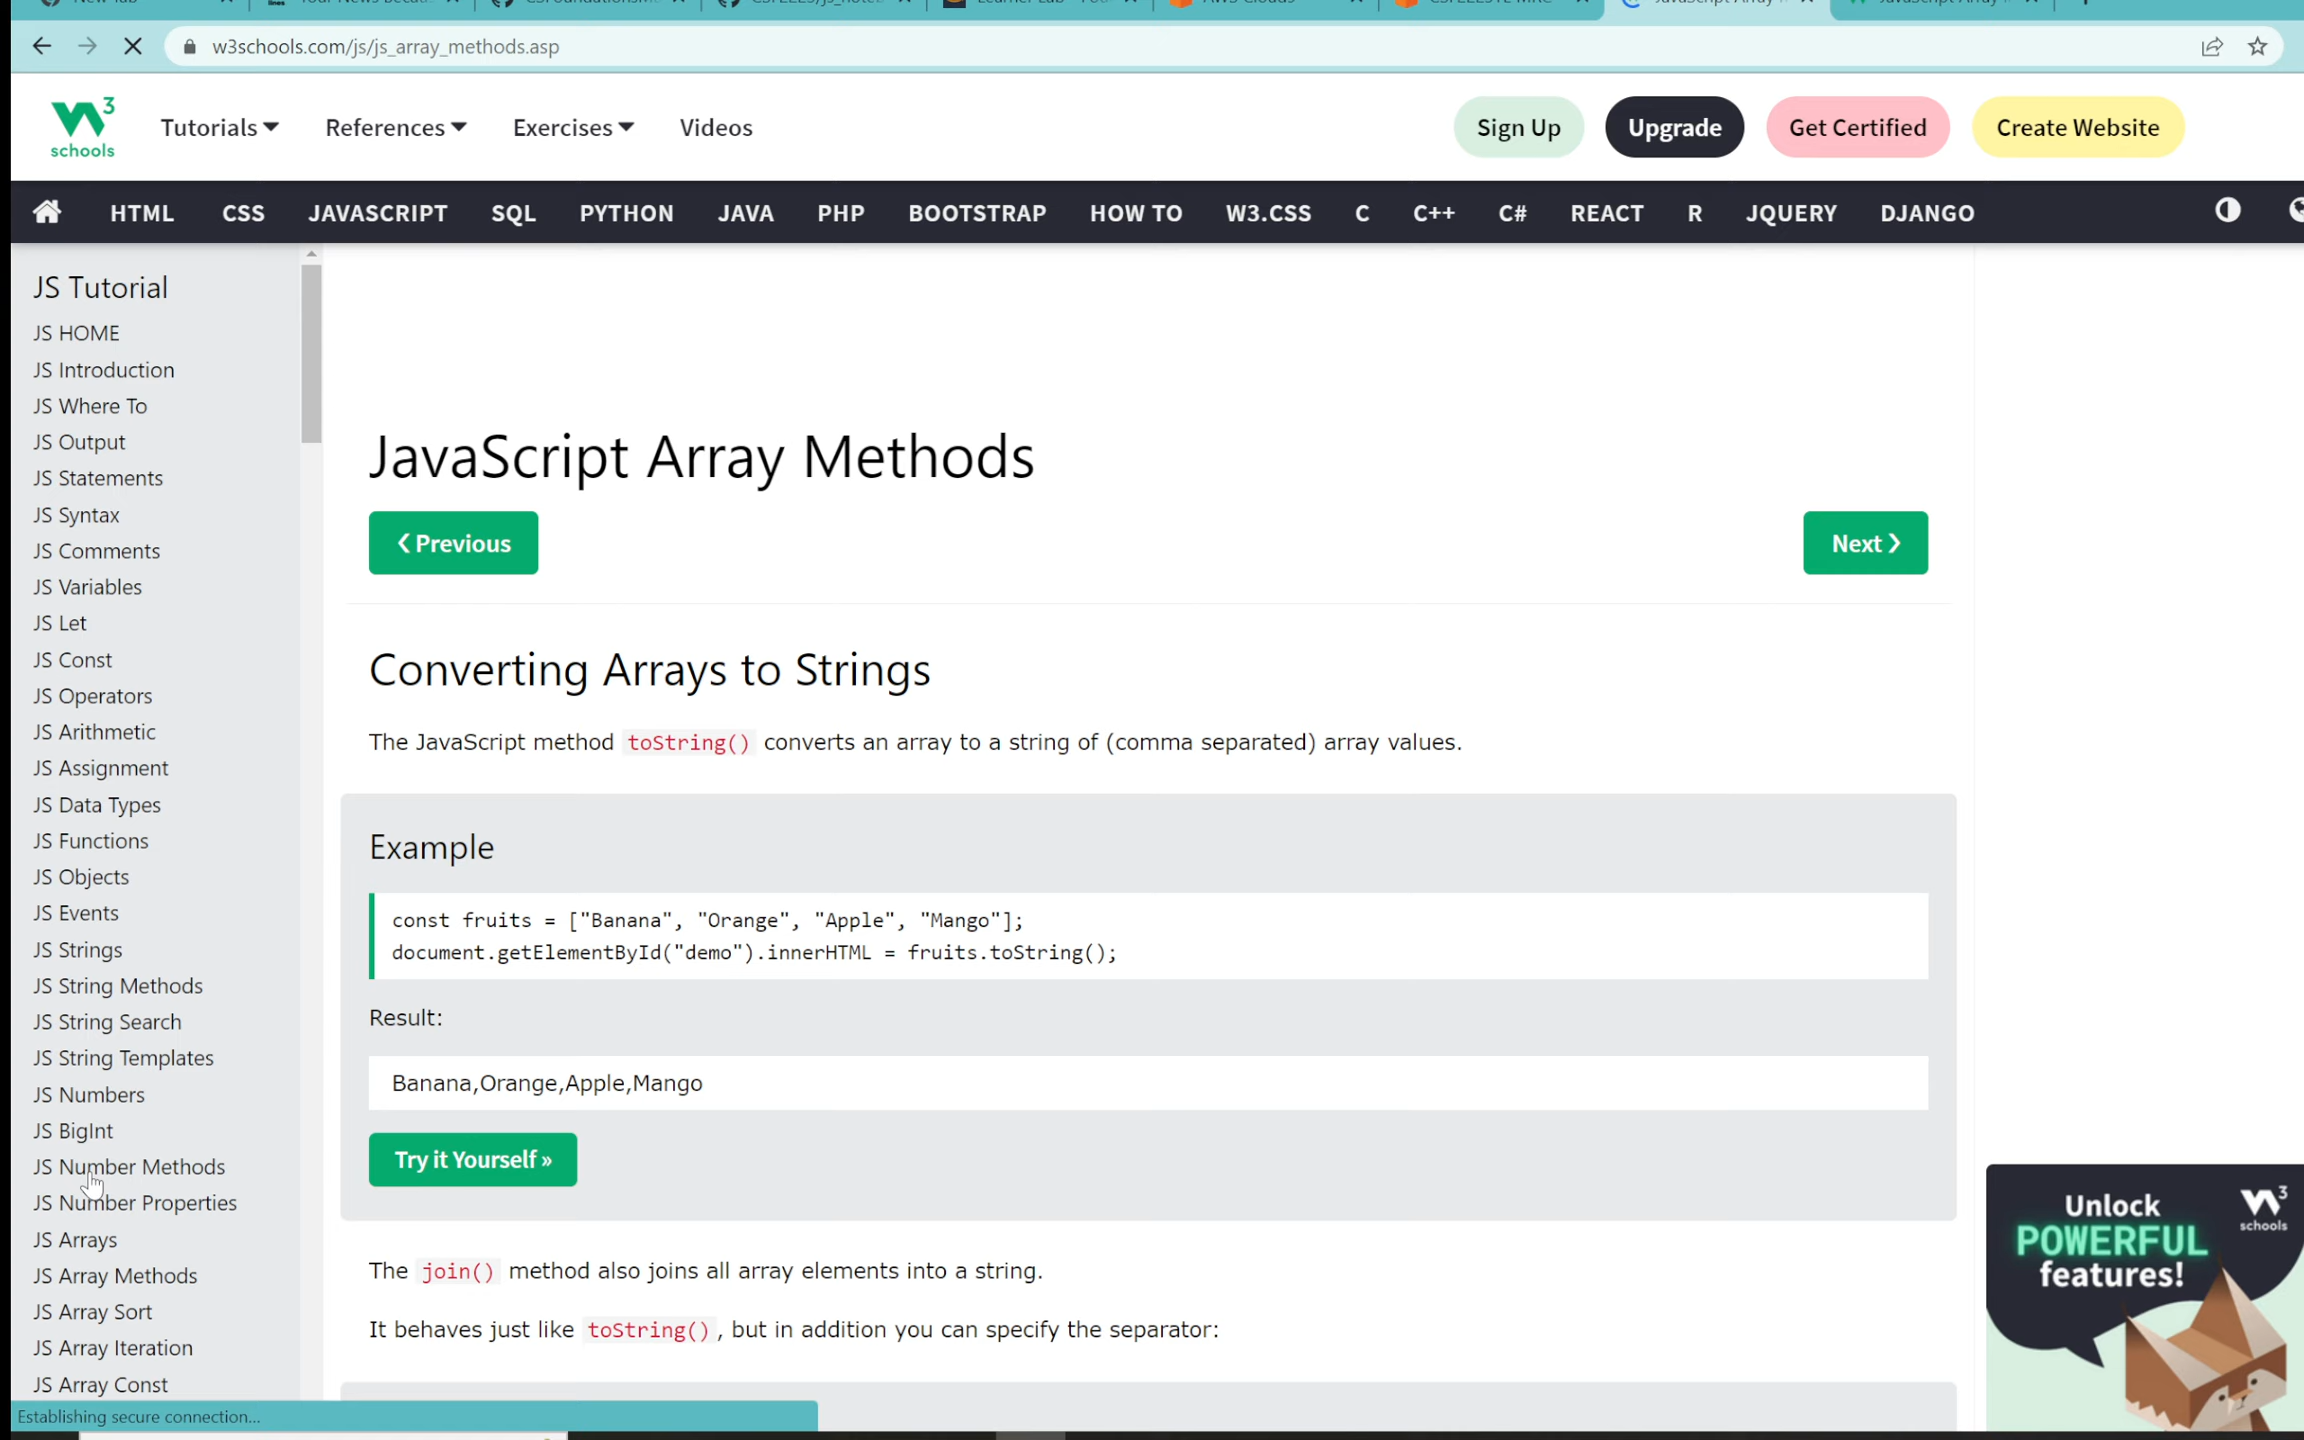 w3schools.com/js/js_array_methods.asp
3
schools
Tutorials
References
Exercises
Videos
Sign Up
Upgrade
Get Certified
Create Website
HTML CSS JAVASCRIPT SQL PYTHON JAVA PHP BOOTSTRAP HOW TO W3.CSS C C++ C# REACT R JQUERY DJANGO
JS Tutorial
JS HOME
JS Introduction
JS Where To
JS Output
JS Statements
JS Syntax
JS Comments
JS Variables
JS Let
JS Const
JS Operators
JS Arithmetic
JS Assignment
JS Data Types
JS Functions
JS Objects
JS Events
JS Strings
JS String Methods
JS String Search
JS String Templates
JS Numbers
JS BigInt
JS Number Methods
JS Number Properties
JS Arrays
JS Array Methods
JS Array Sort
JS Array Iteration
JS Array Const
Establishing secure connection...
JavaScript Array Methods
❮ Previous
Next ❯
Converting Arrays to Strings
The JavaScript method toString() converts an array to a string of (comma separated) array values.
Example
const fruits = ["Banana", "Orange", "Apple", "Mango"];
document.getElementById("demo").innerHTML = fruits.toString();
Result:
Banana,Orange,Apple,Mango
Try it Yourself »
The join() method also joins all array elements into a string.
It behaves just like toString(), but in addition you can specify the separator:
Unlock
POWERFUL
features!
3
schools